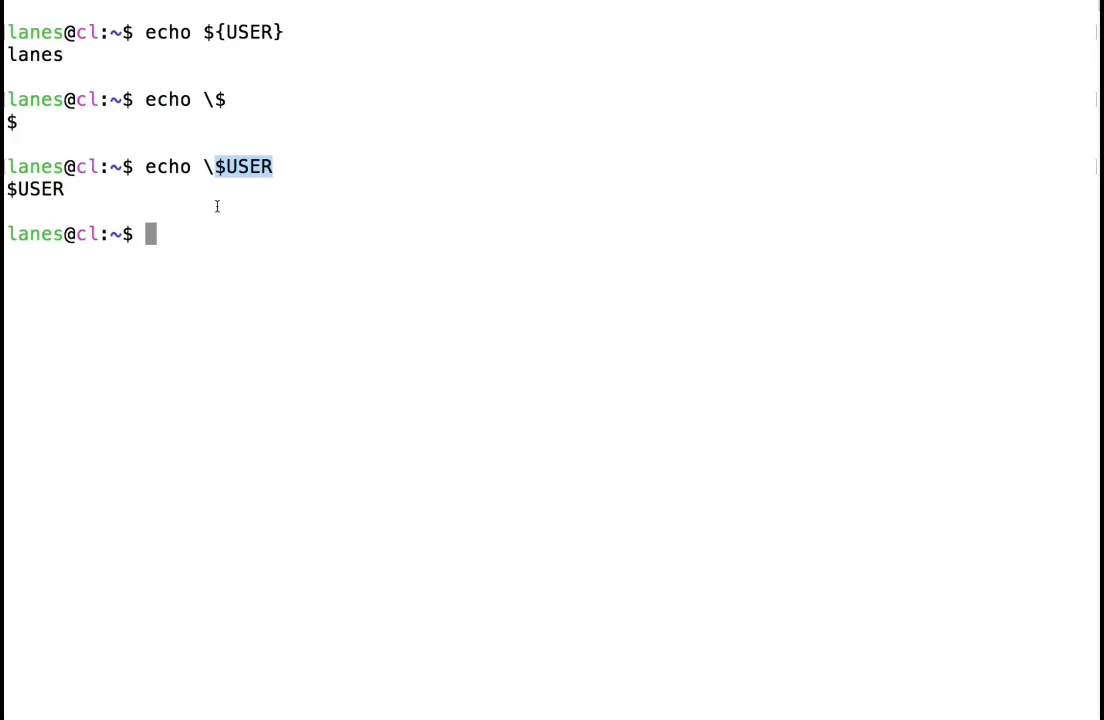 lanes@cl:~$ echo ${USER}
lanes
lanes@cl:~$ echo \$
$
lanes@cl:~$ echo \$USER
$USER
lanes@cl:~$